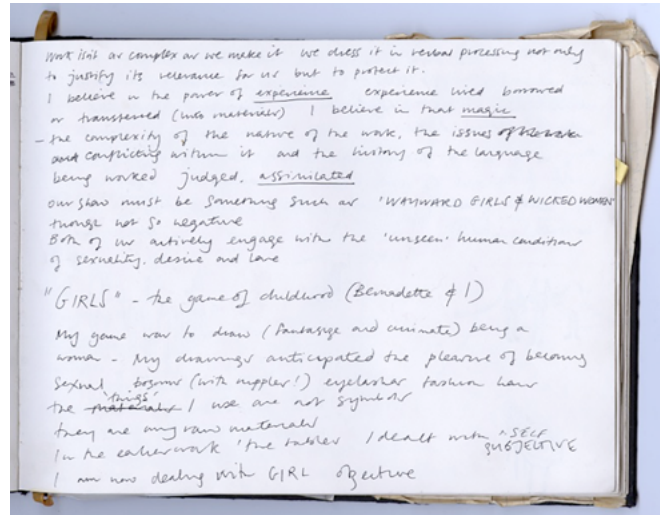 Work isn't as complex as we make it we dress it in verbal processing not only
to justify its relevance for us but to protect it.
I believe in the power of experience experience lived borrowed
or transferred (into materials) I believe in that magic
- the complexity of the nature of the work, the issues
and conflicting within it and the history of the language
being worked judged, assimilated
our show must be something such as 'WAYWARD GIRLS & WICKED WOMEN
though not so negative
Both of us actively engage with the 'unseen' human conditions
of sexuality. desire and love
"GIRLS" - the game of childhood (Bernadette & I)
My game was to draw (fantasize and animate) being a
woman - My drawings anticipated the pleasure of becoming
sexual bosoms (with nipples!) eyelashes fashion hair
the materials 'things' I use are not symbols
they are my raw materials
In the earlier work 'the tables I dealt with SELF
SUBJECTIVE
I am now dealing with GIRL objective